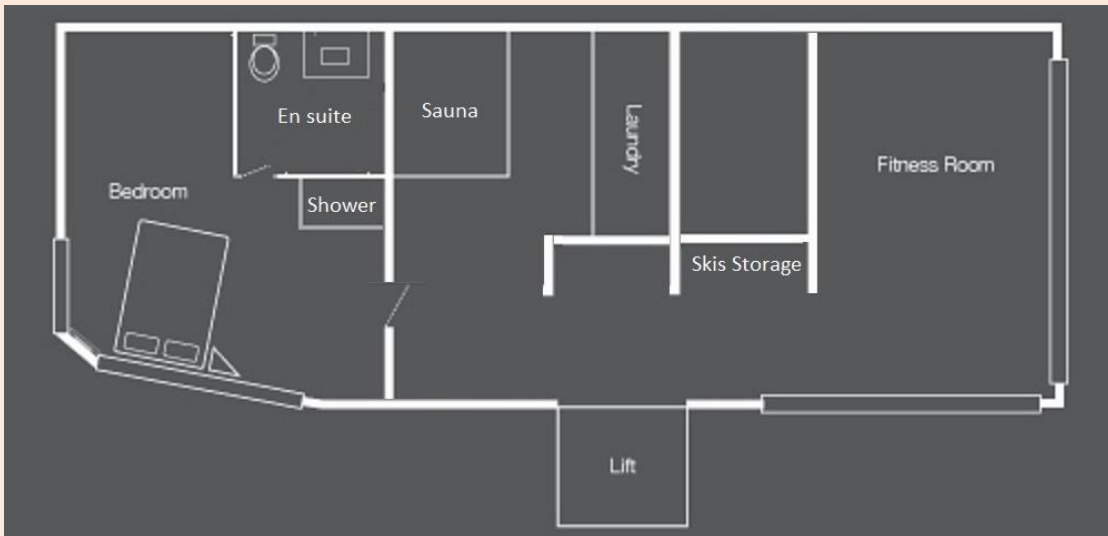 En suite
Sauna
Laundry
Fitness Room
Bedroom
Shower
Skis Storage
Lift